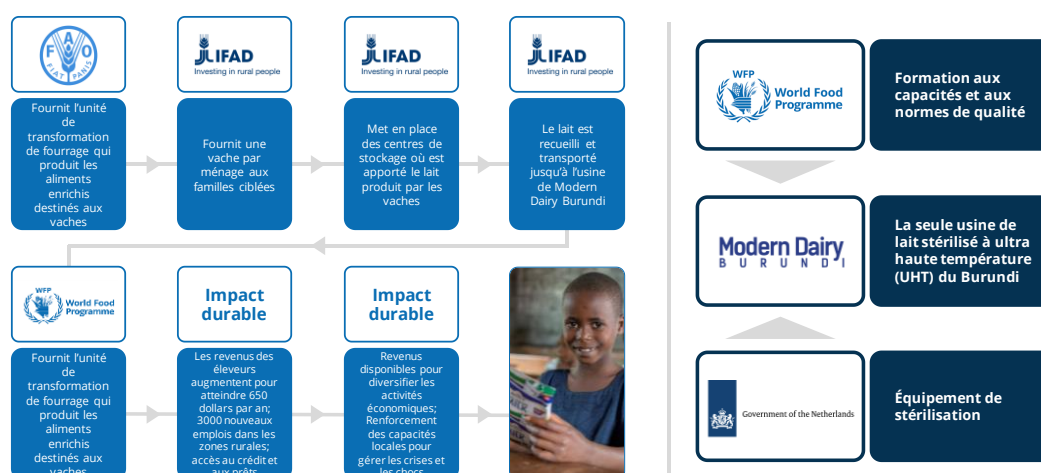 F A O
FIAT PANIS
Fournit l’unité
de
transformation
de fourrage qui
produit les
aliments
enrichis
destinés aux
vaches
JLIFAD
Investing in rural people
Fournit une
vache par
ménage aux
familles ciblées
JLIFAD
Investing in rural people
Met en place
des centres de
stockage où est
apporté le lait
produit par les
vaches
JLIFAD
Investing in rural people
Le lait est
recueilli et
transporté
jusqu’à l’usine
de Modern
Dairy Burundi
WFP
World Food
Programme
Fournit l’unité
de
transformation
de fourrage qui
produit les
aliments
enrichis
destinés aux
vaches
Impact
durable
Les revenus des
éleveurs
augmentent pour
atteindre 650
dollars par an;
3000 nouveaux
emplois dans les
zones rurales;
accès au crédit et
aux prêts
Impact
durable
Revenus
disponibles pour
diversifier les
activités
économiques;
Renforcement
des capacités
locales pour
gérer les crises et
les chocs
WFP
World Food
Programme
Formation aux
capacités et aux
normes de qualité
Modern Dairy
BURUNDI
La seule usine de
lait stérilisé à ultra
haute température
(UHT) du Burundi
Government of the Netherlands
Équipement de
stérilisation